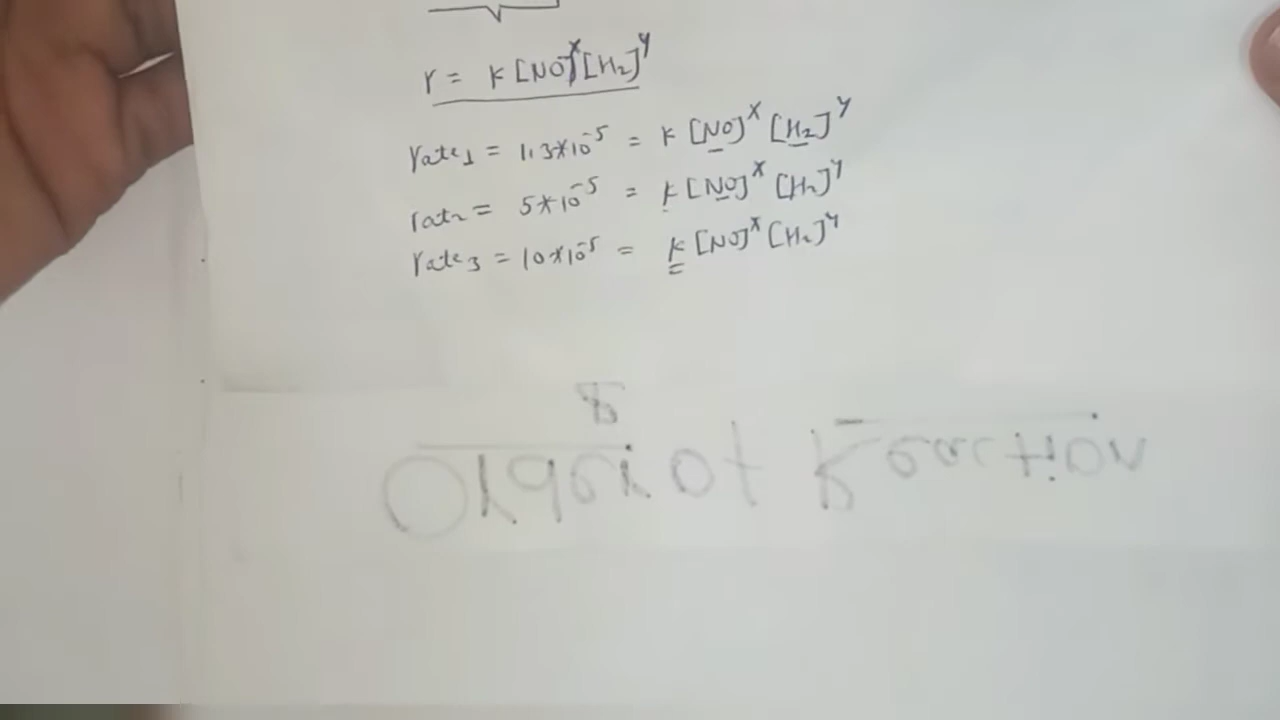 r = k [NO]^x [H₂]^y
rate₁ = 1.3*10^-5 = k [NO]^x [H₂]^y
rat₂ = 5*10^-5 = k [NO]^x [H₂]^y
rate₃ = 10*10^-5 = k [NO]^x [H₂]^y